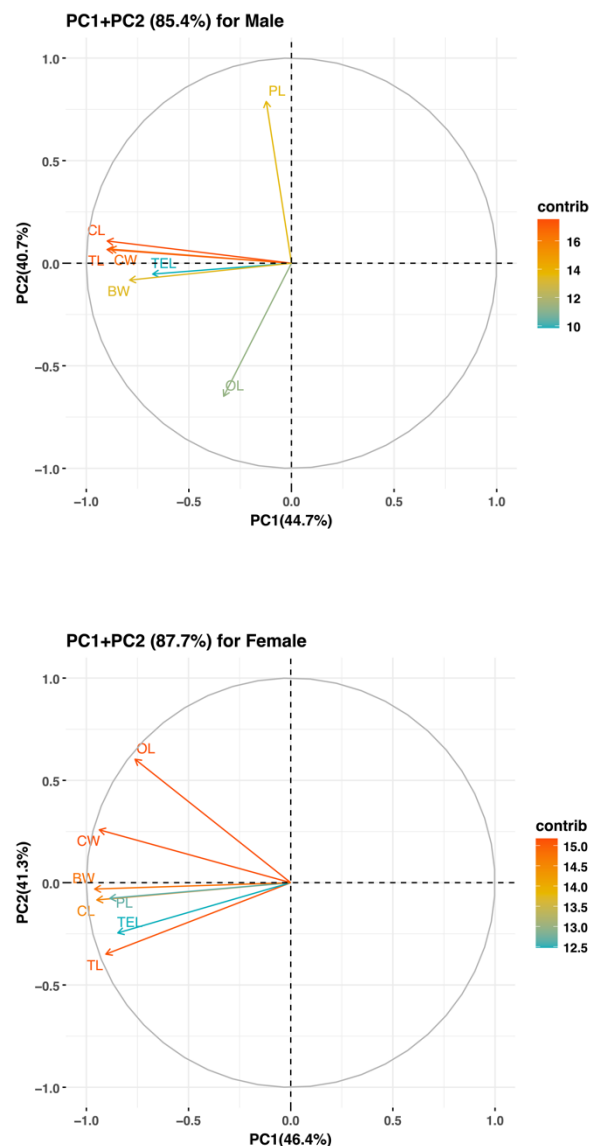 PC1+PC2 (85.4%) for Male
1.0
PL
0.5
contrib
CL
16
TL CW
0.0
TEL
14
BW
12
10
PC2(40.7%)
OL
−0.5
−1.0
−1.0 −0.5 0.0 0.5 1.0
PC1(44.7%)
PC1+PC2 (87.7%) for Female
1.0
OL
0.5
contrib
CW
15.0
14.5
BW
0.0
14.0
CL PL
13.5
TEL
13.0
TL
12.5
PC2(41.3%)
−0.5
−1.0
−1.0 −0.5 0.0 0.5 1.0
PC1(46.4%)